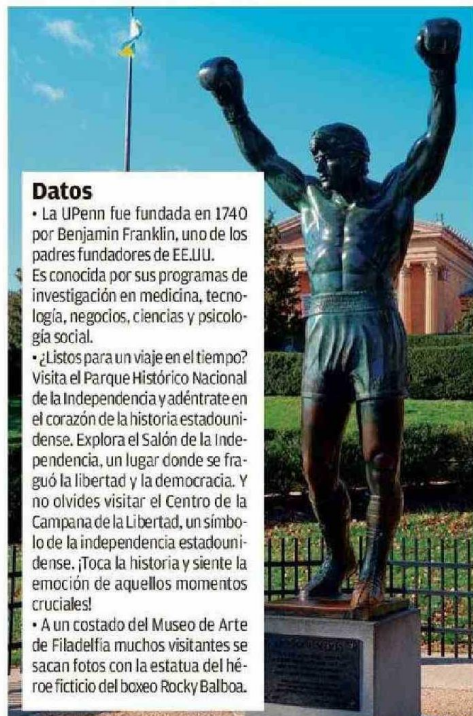 Datos
• La UPenn fue fundada en 1740
por Benjamin Franklin, uno de los
padres fundadores de EE.UU.
Es conocida por sus programas de
investigación en medicina, tecno-
logía, negocios, ciencias y psicolo-
gía social.
• ¿Listos para un viaje en el tiempo?
Visita el Parque Histórico Nacional
de la Independencia y adéntrate en
el corazón de la historia estadouni-
dense. Explora el Salón de la Inde-
pendencia, un lugar donde se fra-
guó la libertad y la democracia. Y
no olvides visitar el Centro de la
Campana de la Libertad, un símbo-
lo de la independencia estadouni-
dense. ¡Toca la historia y siente la
emoción de aquellos momentos
cruciales!
• A un costado del Museo de Arte
de Filadelfia muchos visitantes se
sacan fotos con la estatua del hé-
roe ficticio del boxeo Rocky Balboa.